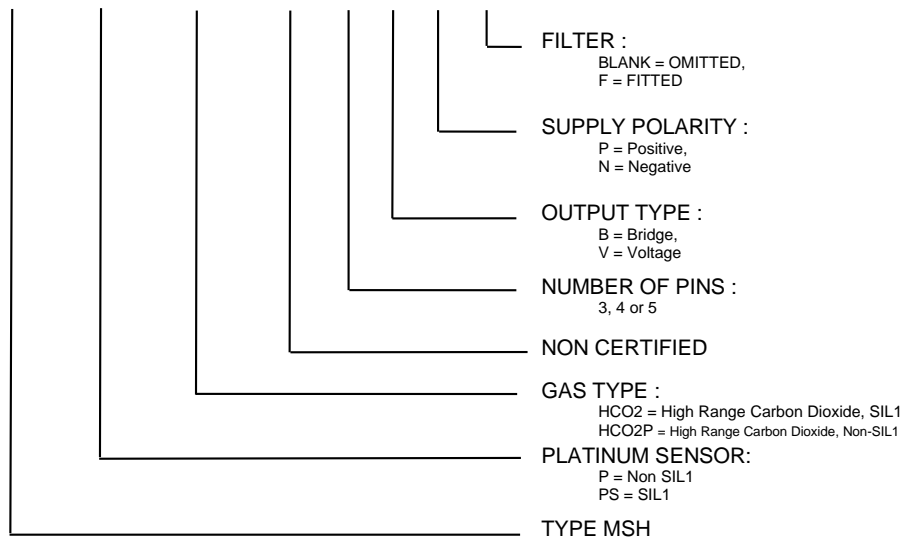 FILTER :
BLANK = OMITTED,
F = FITTED
SUPPLY POLARITY :
P = Positive,
N = Negative
OUTPUT TYPE :
B = Bridge,
V = Voltage
NUMBER OF PINS :
3, 4 or 5
NON CERTIFIED
GAS TYPE :
HCO2 = High Range Carbon Dioxide, SIL1
HCO2P = High Range Carbon Dioxide, Non-SIL1
PLATINUM SENSOR:
P = Non SIL1
PS = SIL1
TYPE MSH